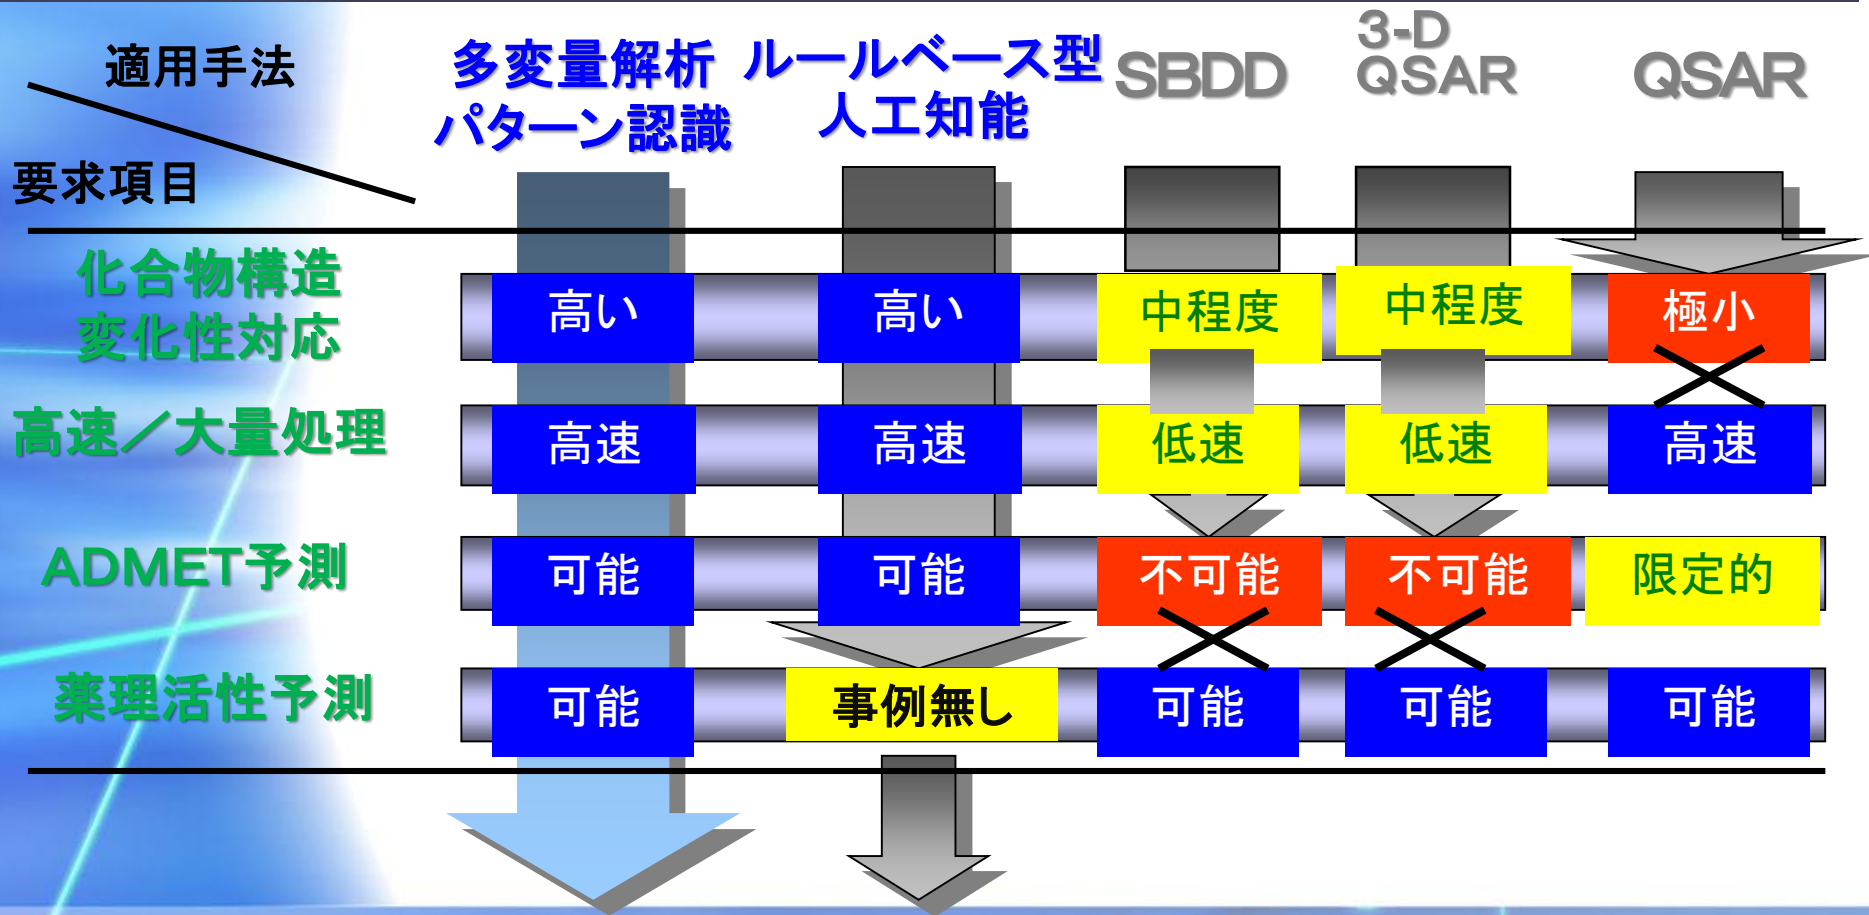 適用手法
要求項目
多変量解析
パターン認識
ルールベース型
人工知能
SBDD
3-D
QSAR
QSAR
化合物構造
変化性対応
高い
高い
中程度
中程度
極小
高速／大量処理
高速
高速
低速
低速
高速
ADMET予測
可能
可能
不可能
不可能
限定的
薬理活性予測
可能
事例無し
可能
可能
可能